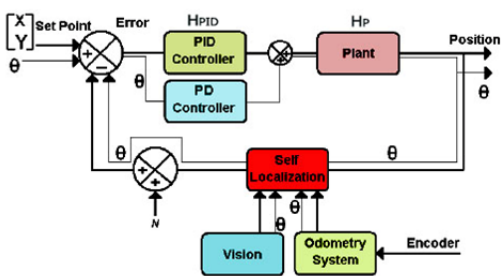 X
Y
Set Point
θ
Error
HPID
PID
Controller
θ
PD
Controller
HP
Plant
Position
θ
+
−
+
+
θ
+
+
N
Self
Localization
θ
θ
θ
Vision
Odometry
System
Encoder